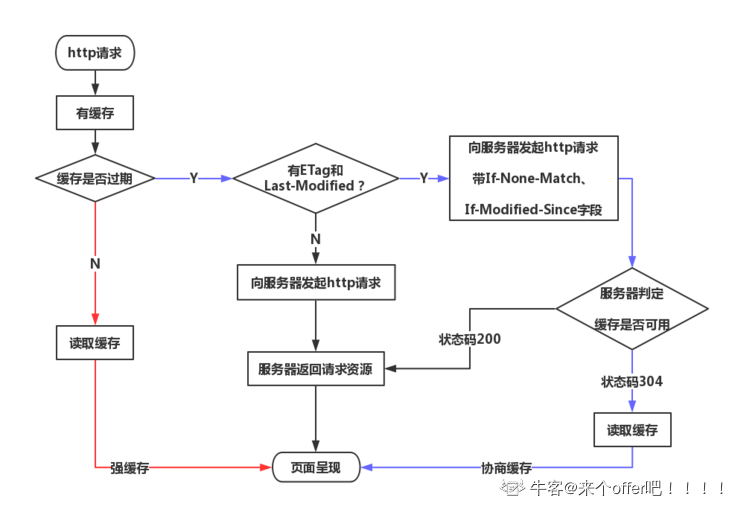 http请求
有缓存
缓存是否过期
Y
有ETag和
Last-Modified？
Y
向服务器发起http请求
带If-None-Match、
If-Modified-Since字段
N
N
向服务器发起http请求
服务器判定
缓存是否可用
读取缓存
状态码200
服务器返回请求资源
状态码304
读取缓存
强缓存
页面呈现
协商缓存
牛客@来个offer吧！！！！